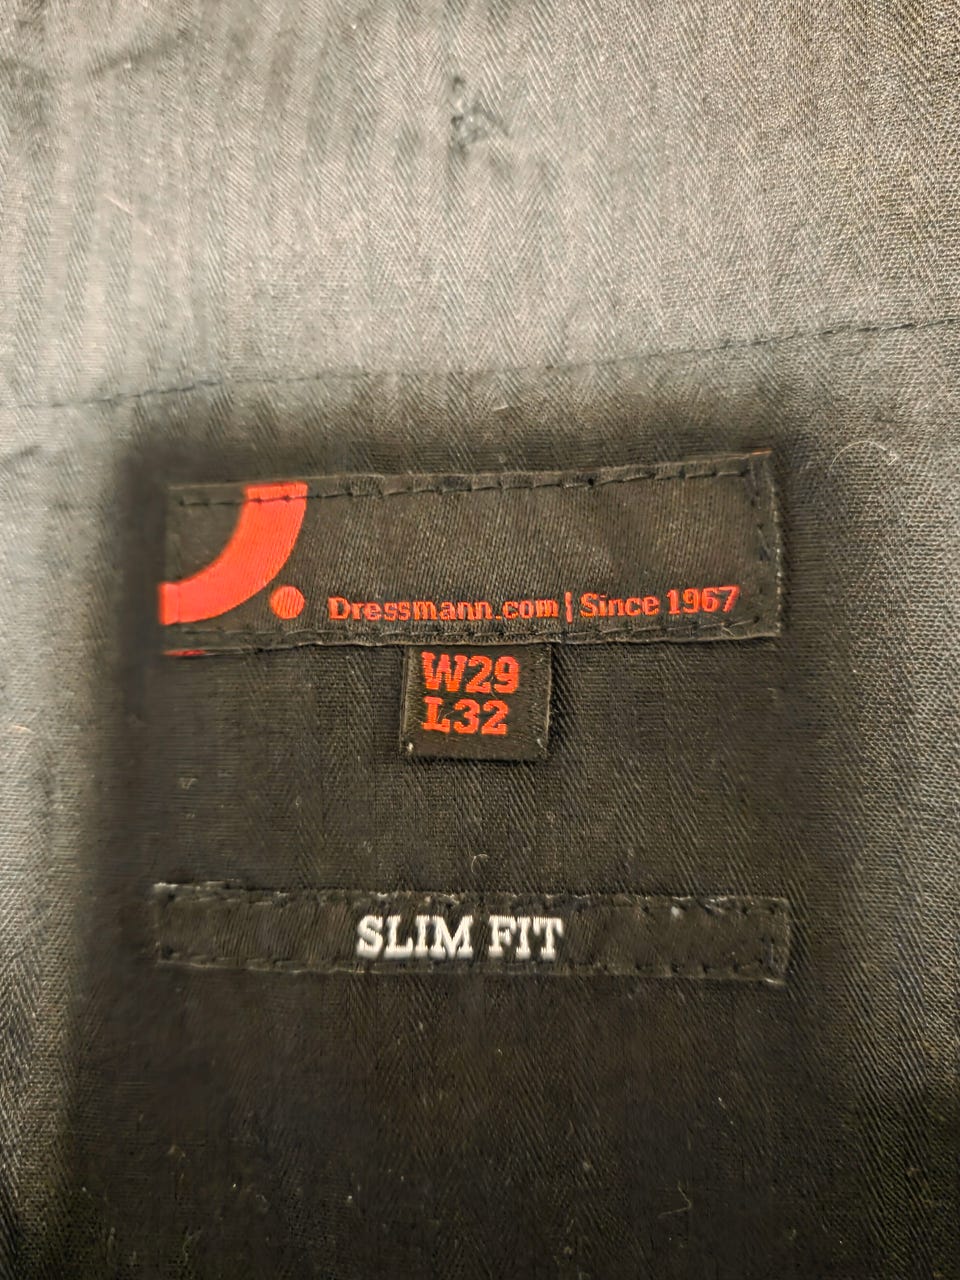 Dressmann.com | Since 1967
W29
L32
SLIM FIT